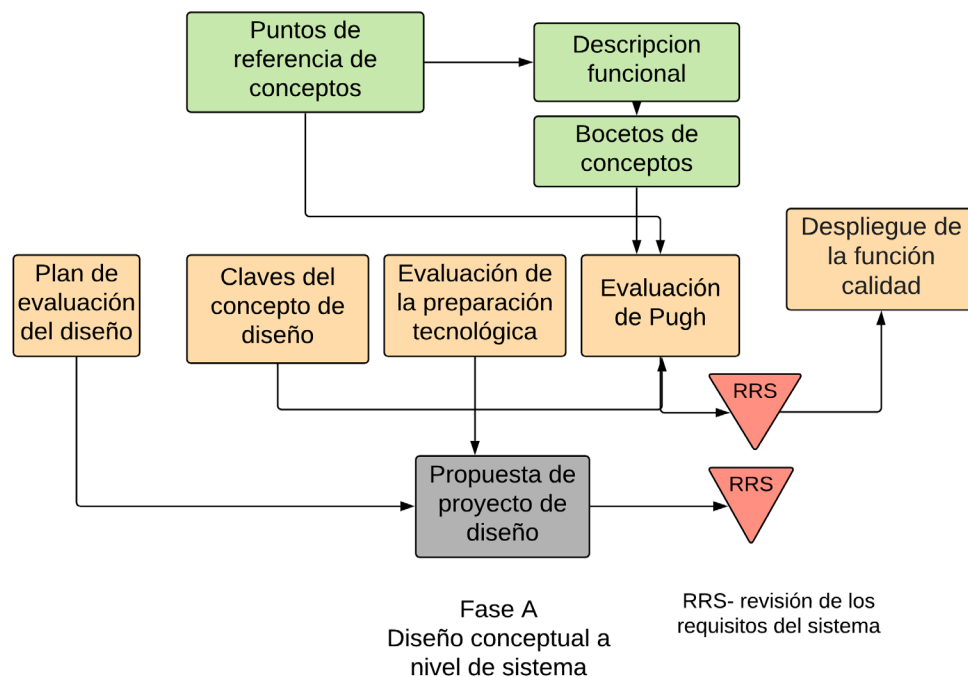 Puntos de
referencia de
conceptos
Descripcion
funcional
Bocetos de
conceptos
Despliegue de
la función
calidad
Plan de
evaluación
del diseño
Claves del
concepto de
diseño
Evaluación de
la preparación
tecnológica
Evaluación
de Pugh
RRS
Propuesta de
proyecto de
diseño
RRS
Fase A
Diseño conceptual a
nivel de sistema
RRS- revisión de los
requisitos del sistema